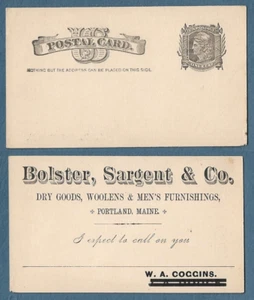 U S
POSTAL CARD.
NOTHING BUT THE ADDRESS CAN BE PLACED ON THIS SIDE.
Bolster, Sargent & Co.
DRY GOODS, WOOLENS & MEN'S FURNISHINGS,
PORTLAND, MAINE.
I expect to call on you
W. A. COGGINS.